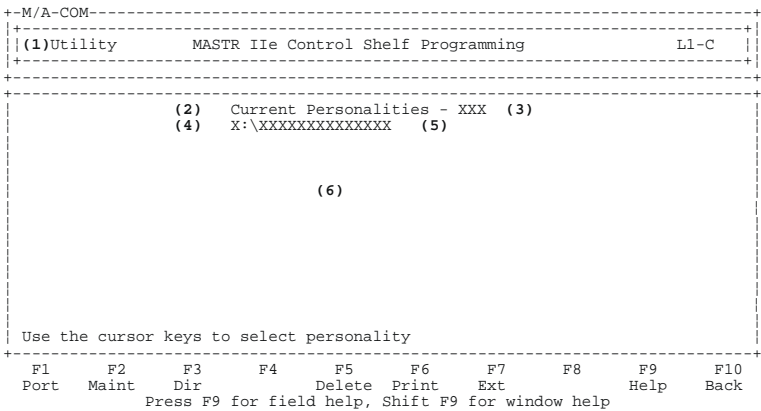 M/A-COM
(1)Utility MASTR IIe Control Shelf Programming L1-C
(2) Current Personalities - XXX (3)
(4) X:\XXXXXXXXXXXXXX (5)
(6)
Use the cursor keys to select personality
F1 F2 F3 F4 F5 F6 F7 F8 F9 F10
Port Maint Dir Delete Print Ext Help Back
Press F9 for field help, Shift F9 for window help